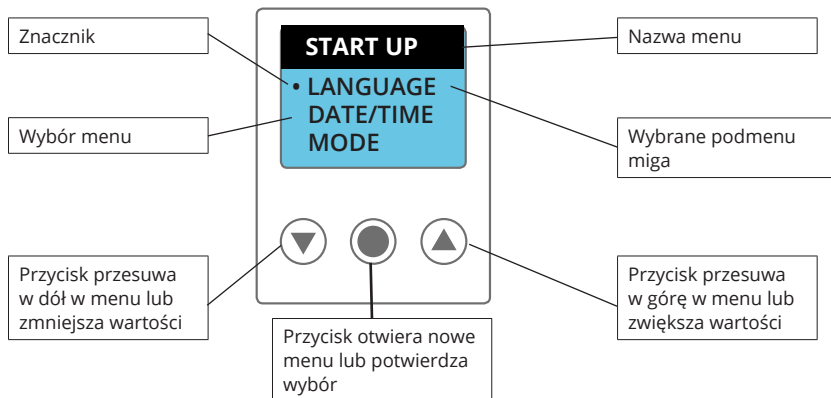 Znacznik
START UP
Nazwa menu
• LANGUAGE
DATE/TIME
MODE
Wybór menu
Wybrane podmenu
miga
Przycisk przesuwa
w dół w menu lub
zmniejsza wartości
Przycisk otwiera nowe
menu lub potwierdza
wybór
Przycisk przesuwa
w górę w menu lub
zwiększa wartości